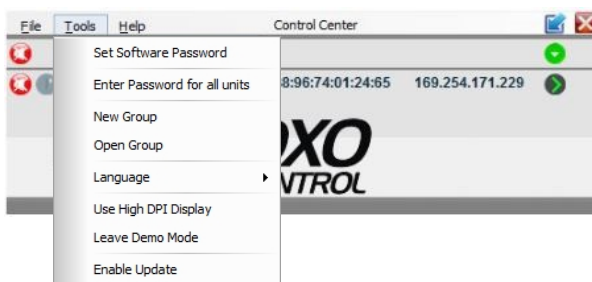 File Tools Help Control Center
Set Software Password
Enter Password for all units
8:96:74:01:24:65 169.254.171.229
New Group
Open Group
XO
NTROL
Language
Use High DPI Display
Leave Demo Mode
Enable Update